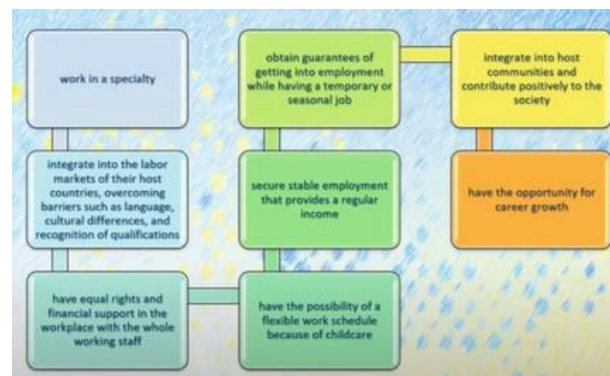 work in a specialty
integrate into the labor
markets of their host
countries, overcoming
barriers such as language,
cultural differences, and
recognition of qualifications
have equal rights and
financial support in the
workplace with the whole
working staff
have the possibility of a
flexible work schedule
because of childcare
secure stable employment
that provides a regular
income
obtain guarantees of
getting into employment
while having a temporary or
seasonal job
integrate into host
communities and
contribute positively to the
society
have the opportunity for
career growth